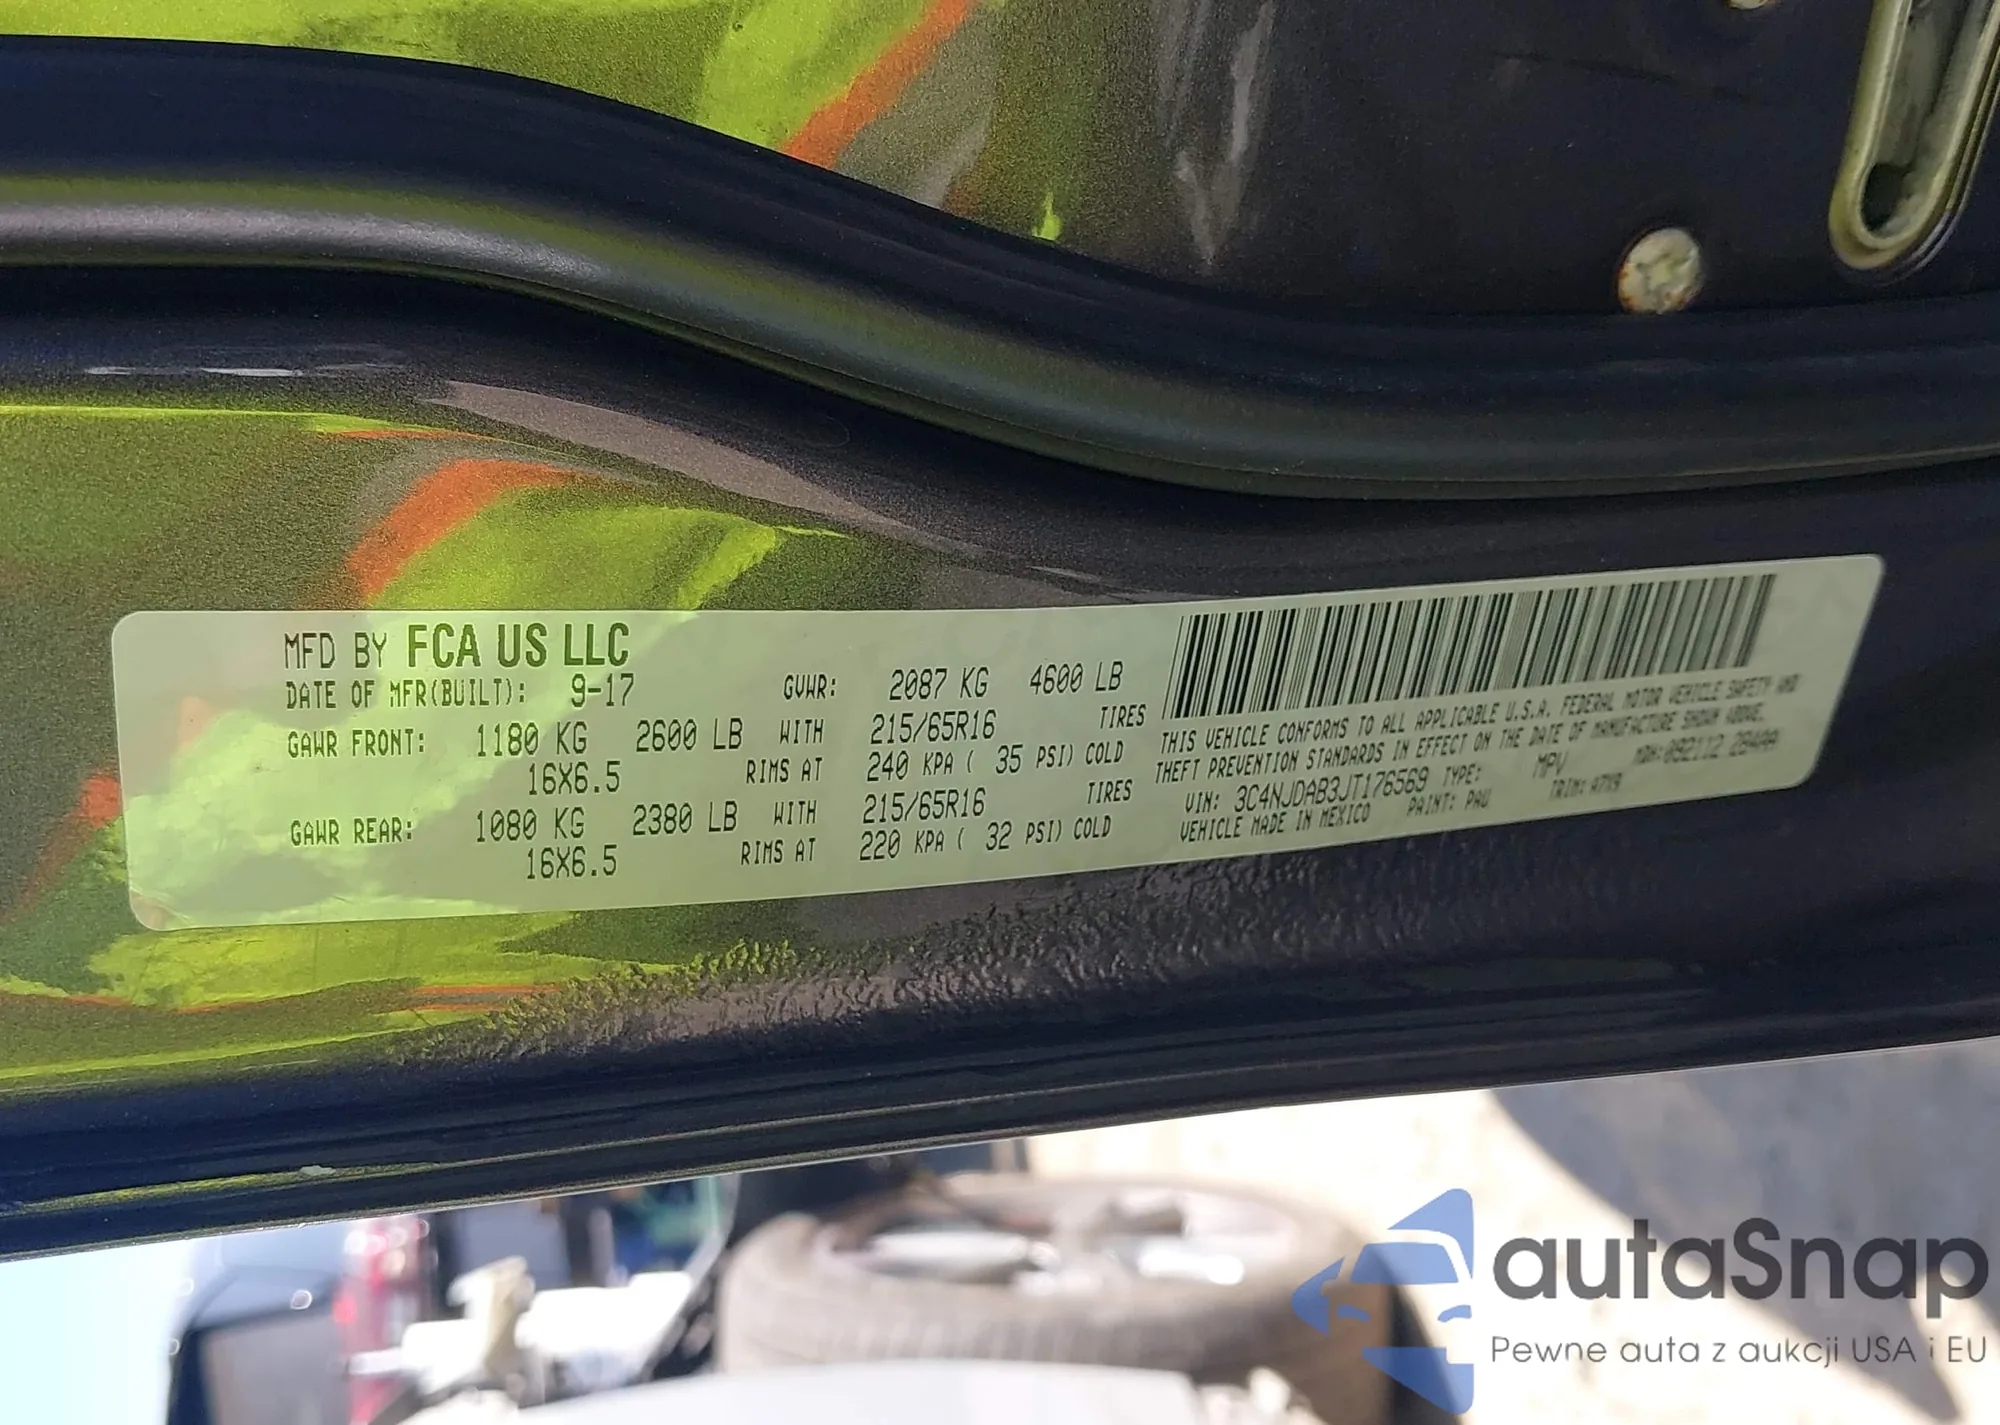 MFD BY FCA US LLC
DATE OF MFR(BUILT): 9-17 GVWR: 2087 KG 4600 LB
GAWR FRONT: 1180 KG 2600 LB WITH 215/65R16 TIRES
16X6.5 RIMS AT 240 KPA ( 35 PSI) COLD
GAWR REAR: 1080 KG 2380 LB WITH 215/65R16 TIRES
16X6.5 RIMS AT 220 KPA ( 32 PSI) COLD
THIS VEHICLE CONFORMS TO ALL APPLICABLE U.S.A. FEDERAL MOTOR VEHICLE SAFETY AND
THEFT PREVENTION STANDARDS IN EFFECT ON THE DATE OF MANUFACTURE SHOWN ABOVE.
VIN: 3C4NJDAB3JT176569 TYPE: MPV MDH:
VEHICLE MADE IN MEXICO PAINT: PAU TRIM:
autaSnap
Pewne auta z aukcji USA i EU